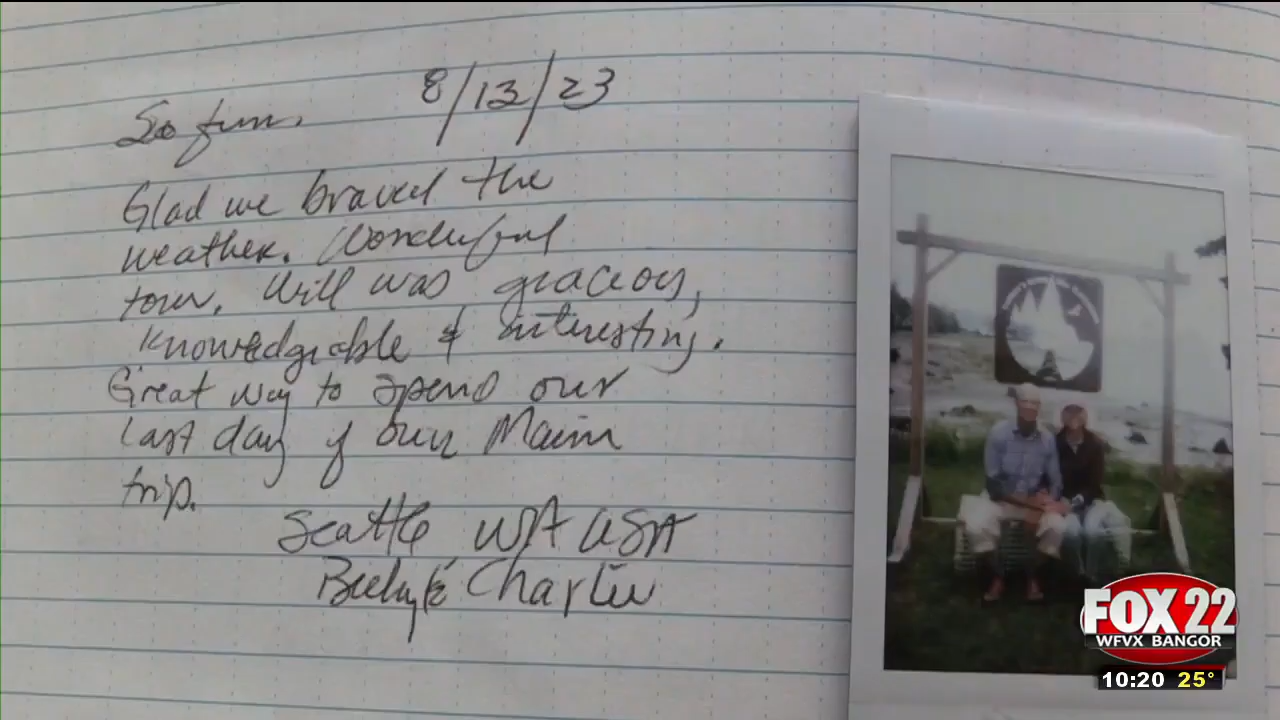 8/13/23
So fun.
Glad we braved the
weather. Wonderful
tour. Will was gracious,
knowledgeable & interesting.
Great way to spend our
last day of our Maine
trip.
Seattle WA USA
Becky & Charlie
FOX 22
WFVX BANGOR
10:20 25°